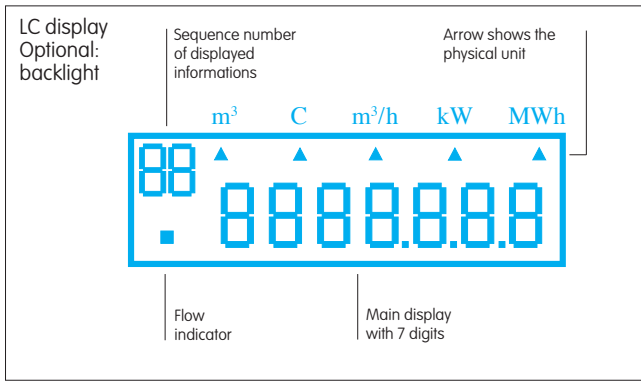 LC display
Optional:
backlight
Sequence number
of displayed
informations
Arrow shows the
physical unit
m³ C m³/h kW MWh
88
8888.8.8.8
Flow
indicator
Main display
with 7 digits